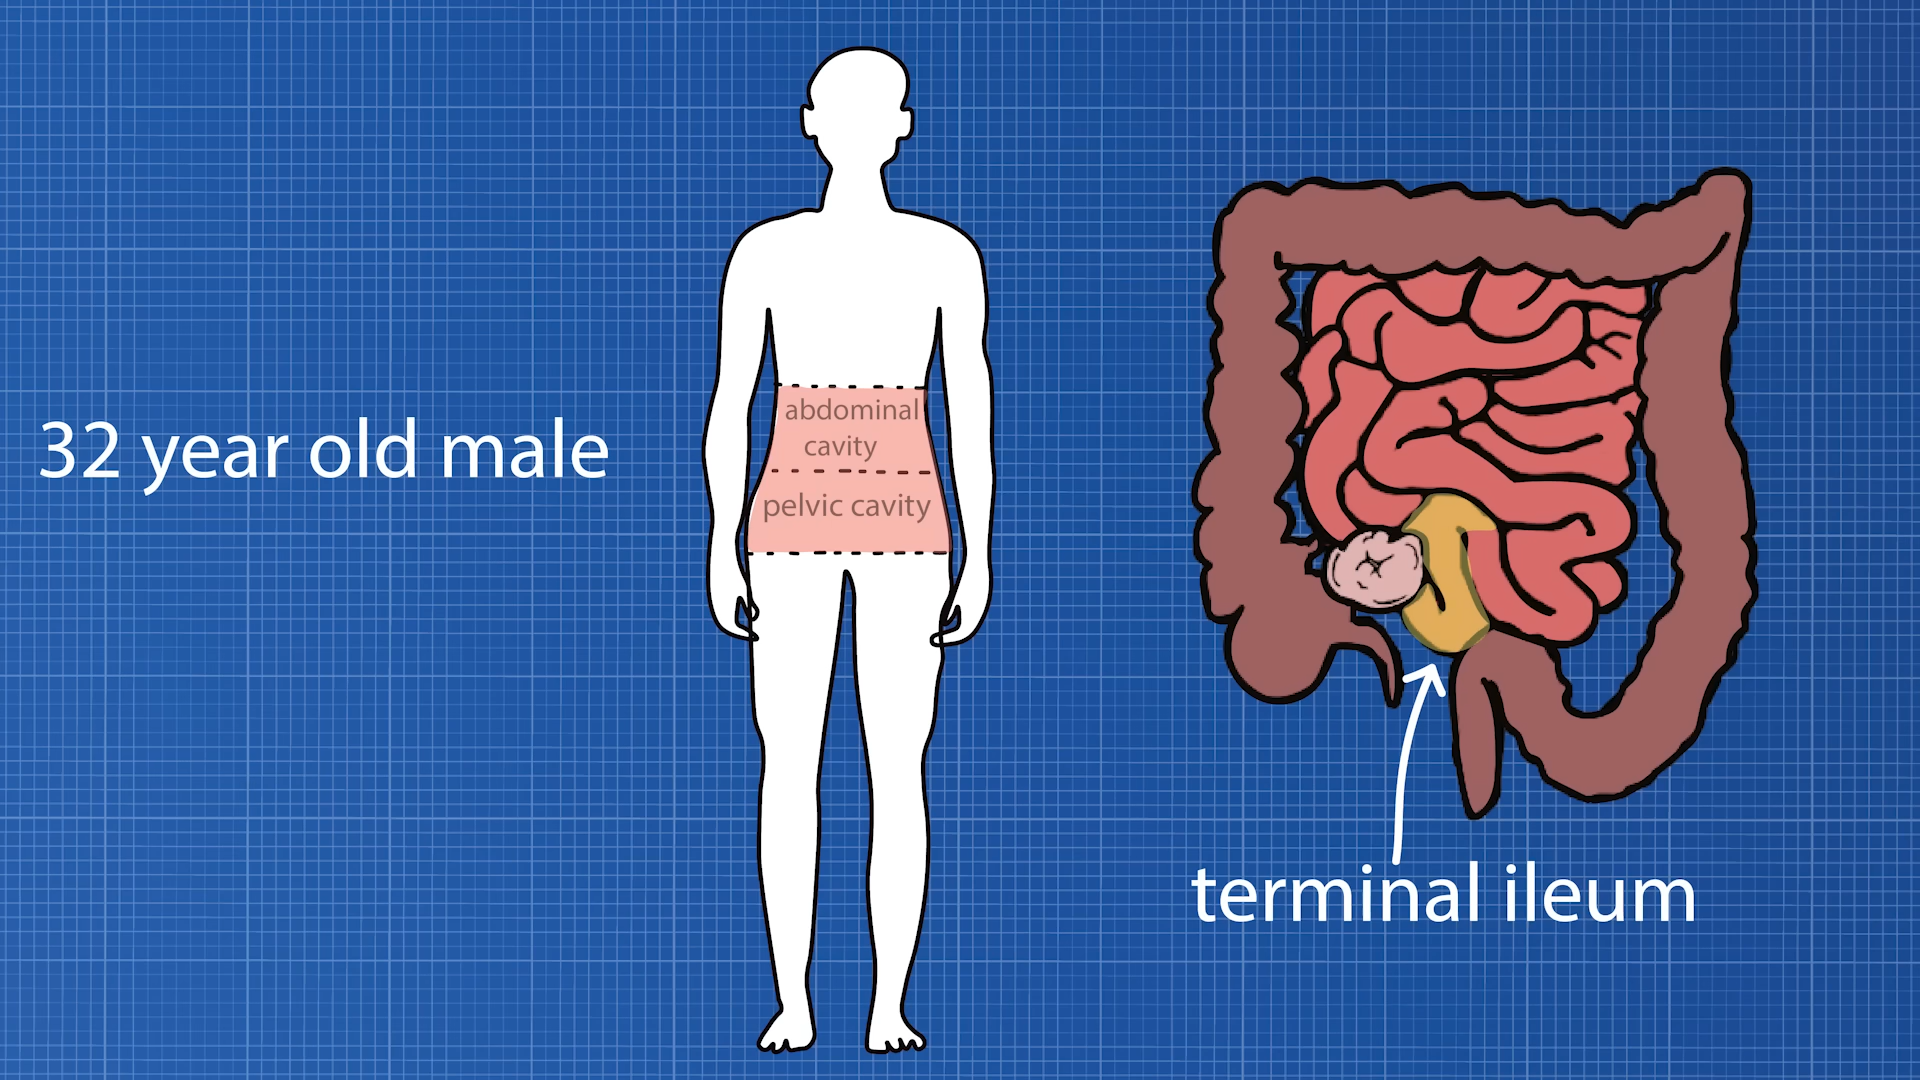 32 year old male
abdominal
cavity
pelvic cavity
terminal ileum